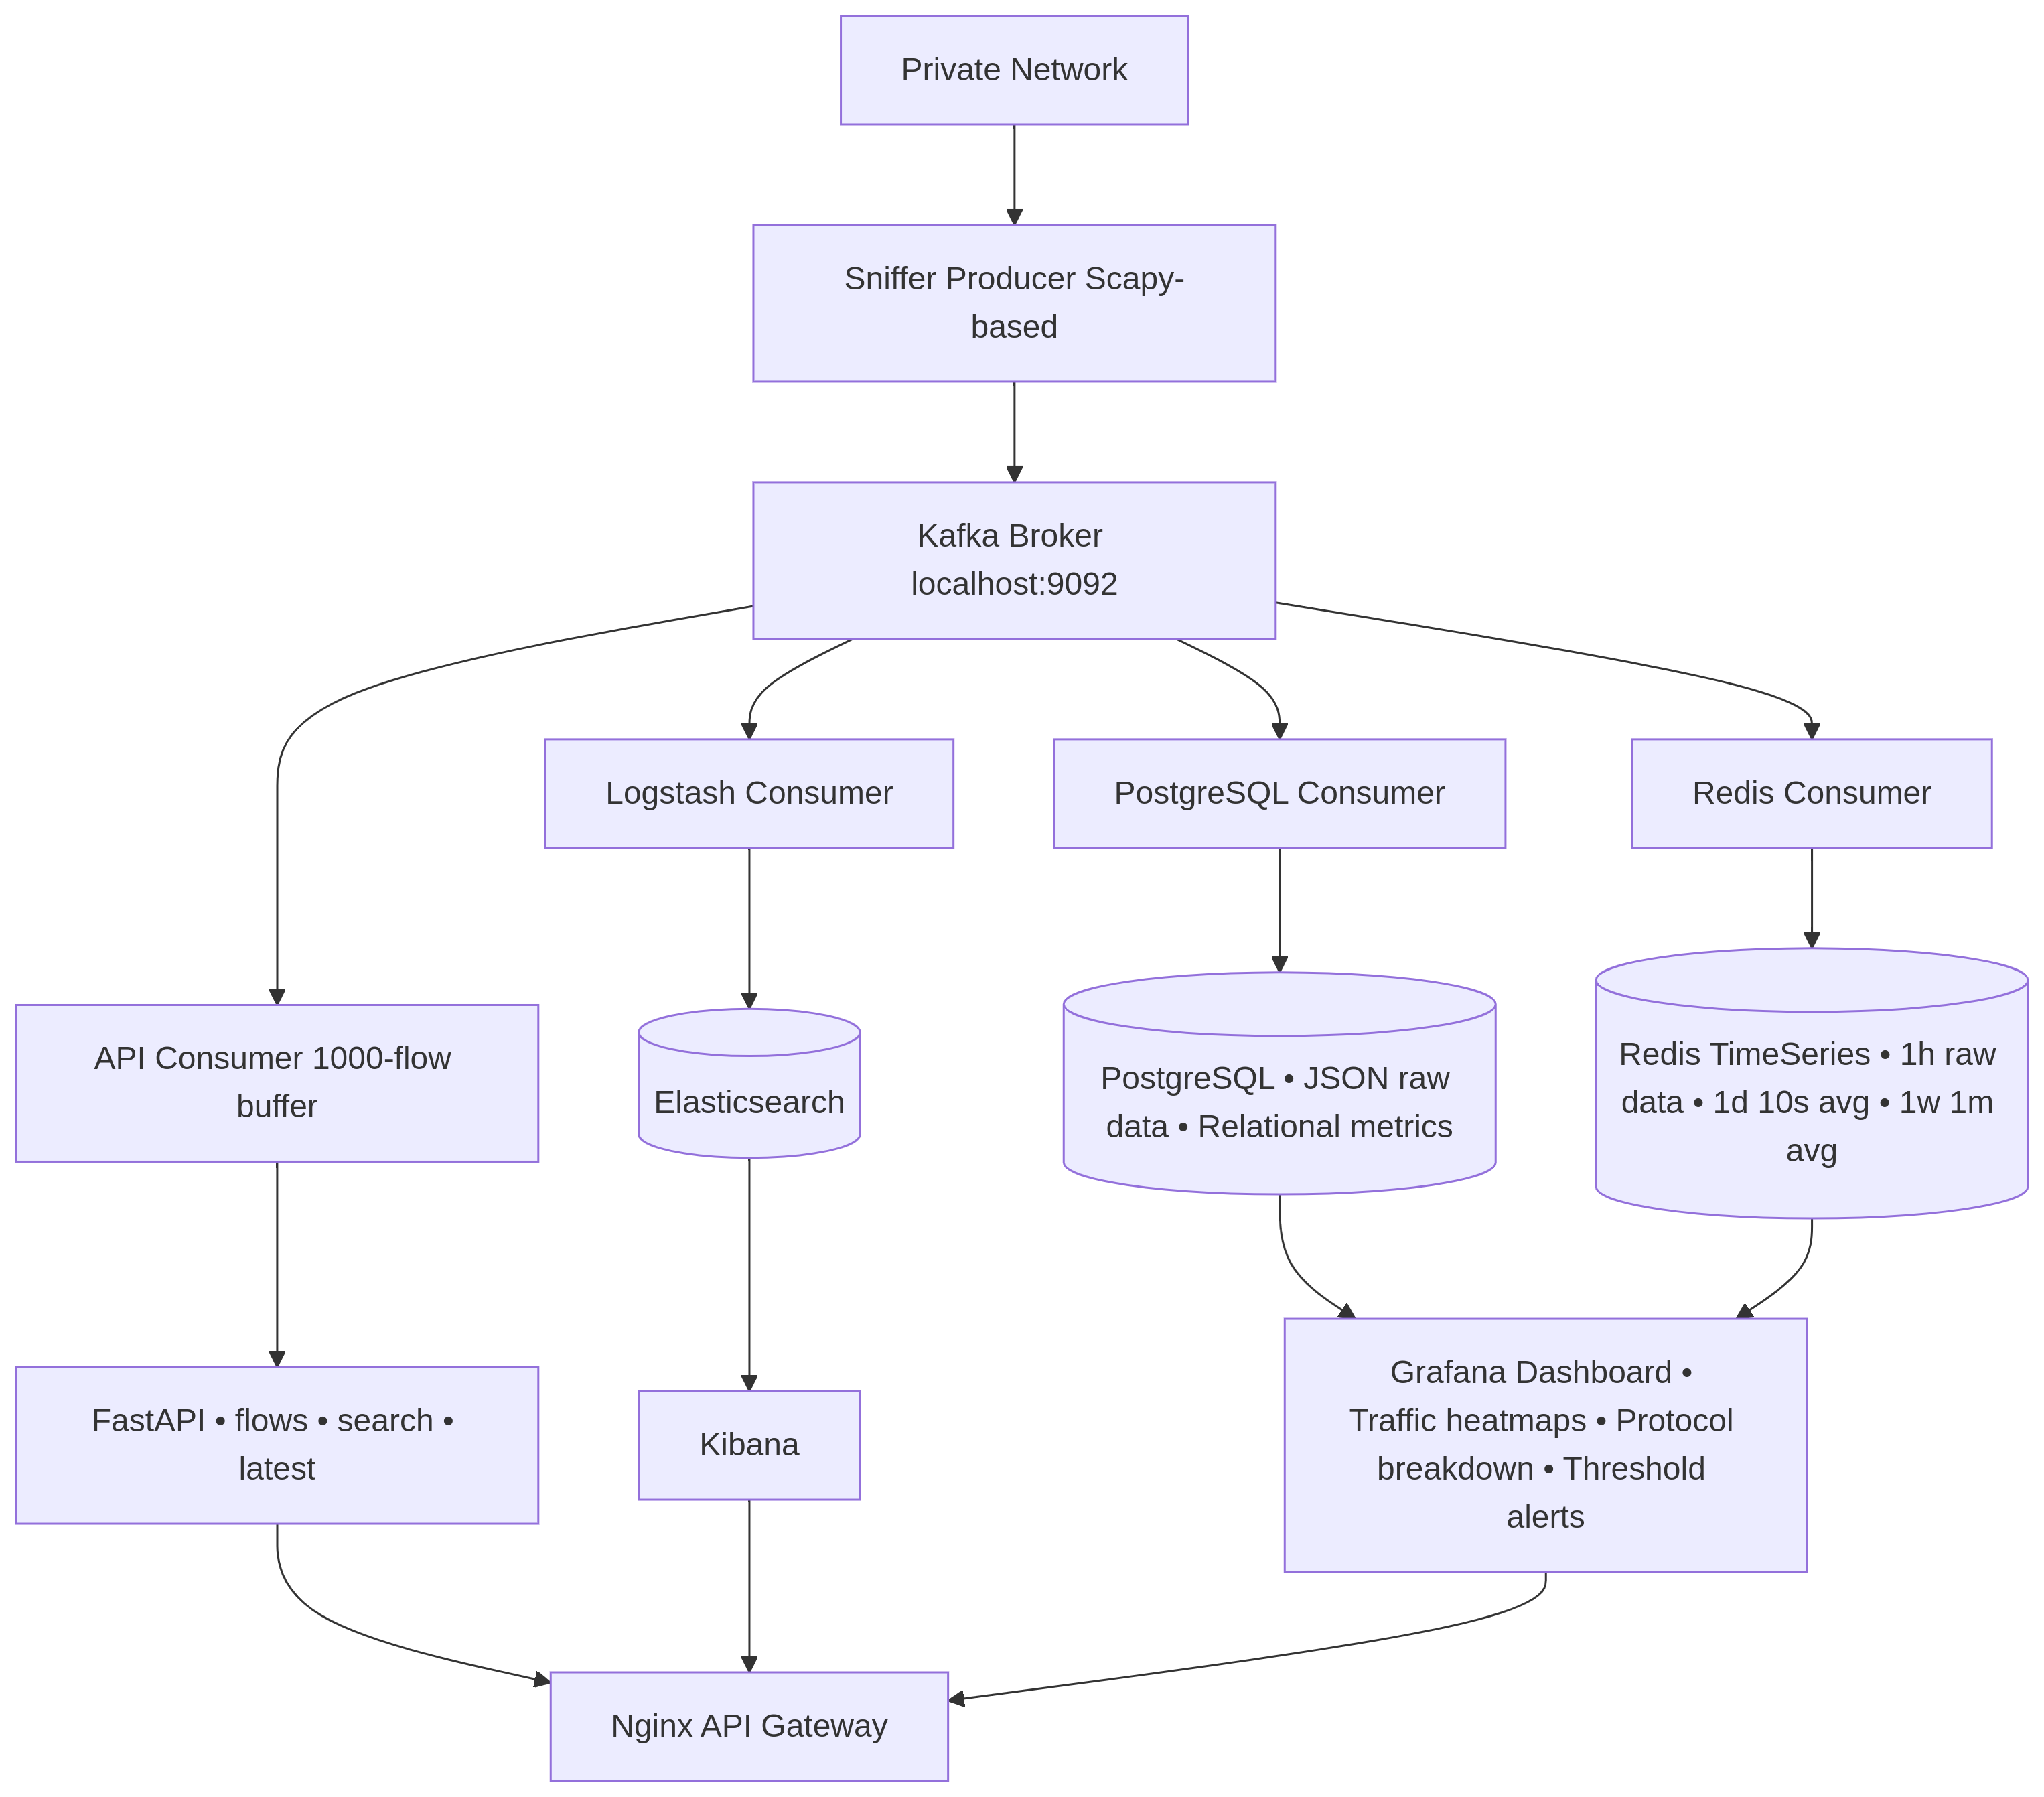 Private Network
Sniffer Producer Scapy-
based
Kafka Broker
localhost:9092
Logstash Consumer
PostgreSQL Consumer
Redis Consumer
API Consumer 1000-flow
buffer
Elasticsearch
PostgreSQL • JSON raw
data • Relational metrics
Redis TimeSeries • 1h raw
data • 1d 10s avg • 1w 1m
avg
FastAPI • flows • search •
latest
Kibana
Grafana Dashboard •
Traffic heatmaps • Protocol
breakdown • Threshold
alerts
Nginx API Gateway